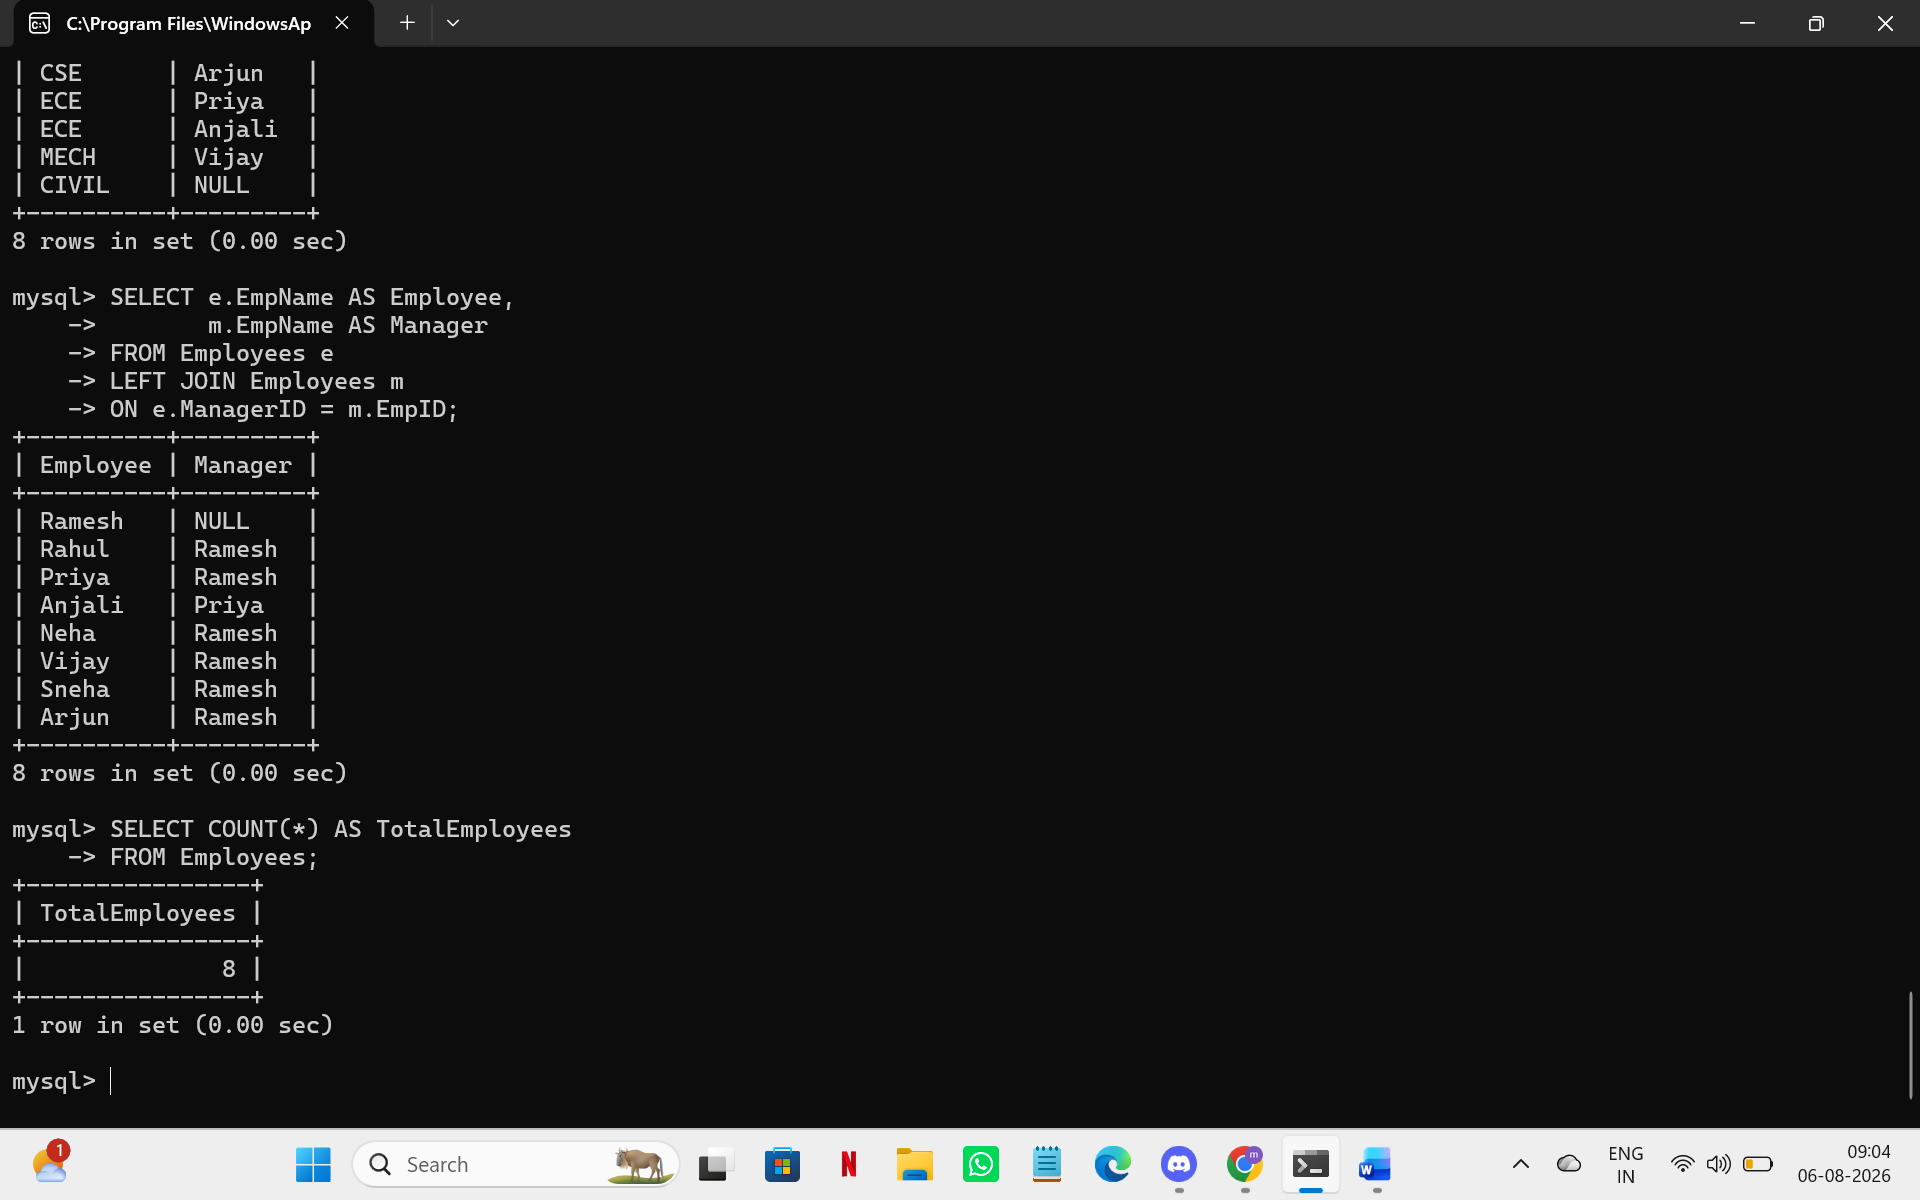 C:\Program Files\WindowsAp
| CSE      | Arjun   |
| ECE      | Priya   |
| ECE      | Anjali  |
| MECH     | Vijay   |
| CIVIL    | NULL    |
+----------+---------+
8 rows in set (0.00 sec)
mysql> SELECT e.EmpName AS Employee,
    ->        m.EmpName AS Manager
    -> FROM Employees e
    -> LEFT JOIN Employees m
    -> ON e.ManagerID = m.EmpID;
+----------+---------+
| Employee | Manager |
+----------+---------+
| Ramesh   | NULL    |
| Rahul    | Ramesh  |
| Priya    | Ramesh  |
| Anjali   | Priya   |
| Neha     | Ramesh  |
| Vijay    | Ramesh  |
| Sneha    | Ramesh  |
| Arjun    | Ramesh  |
+----------+---------+
8 rows in set (0.00 sec)
mysql> SELECT COUNT(*) AS TotalEmployees
    -> FROM Employees;
+----------------+
| TotalEmployees |
+----------------+
|              8 |
+----------------+
1 row in set (0.00 sec)
mysql>
1
Search
N
m
W
ENG
IN
09:04
06-08-2026